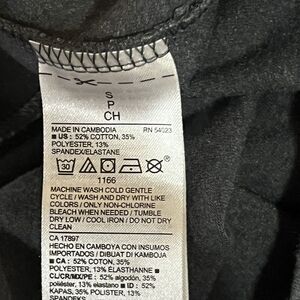 S
P
CH
MADE IN CAMBODIA RN 54023
■ US: 52% COTTON, 35%
POLYESTER, 13%
SPANDEX/ELASTANE
30
1166
MACHINE WASH COLD GENTLE
CYCLE / WASH AND DRY WITH LIKE
COLORS / ONLY NON-CHLORINE
BLEACH WHEN NEEDED / TUMBLE
DRY LOW / COOL IRON / DO NOT DRY
CLEAN
CA 17897
HECHO EN CAMBOYA CON INSUMOS
IMPORTADOS / DIBUAT DI KAMBOJA
■ CA : 52% COTON, 35%
POLYESTER, 13% ELASTHANNE ■
CL/CR/MX/PE: 52% algodón, 35%
poliéster, 13% elastano ■ ID : 52%
KAPAS, 35% POLISTER, 13%
SPANDEKS